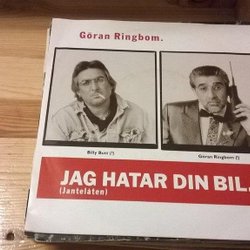 Göran Ringbom.
Billy Butt (')
Göran Ringbom (')
JAG HATAR DIN BIL.
(Jantelåten)